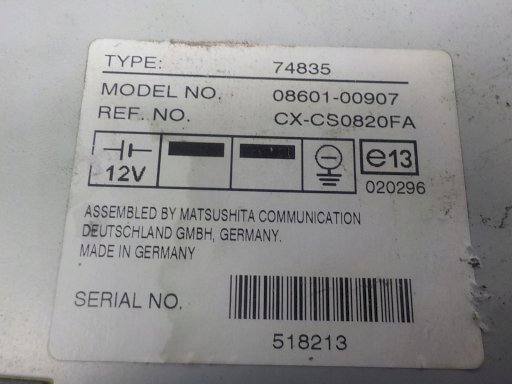 TYPE: 74835
MODEL NO. 08601-00907
REF. NO. CX-CS0820FA
12V
e13
020296
ASSEMBLED BY MATSUSHITA COMMUNICATION
DEUTSCHLAND GMBH, GERMANY.
MADE IN GERMANY
SERIAL NO.
518213